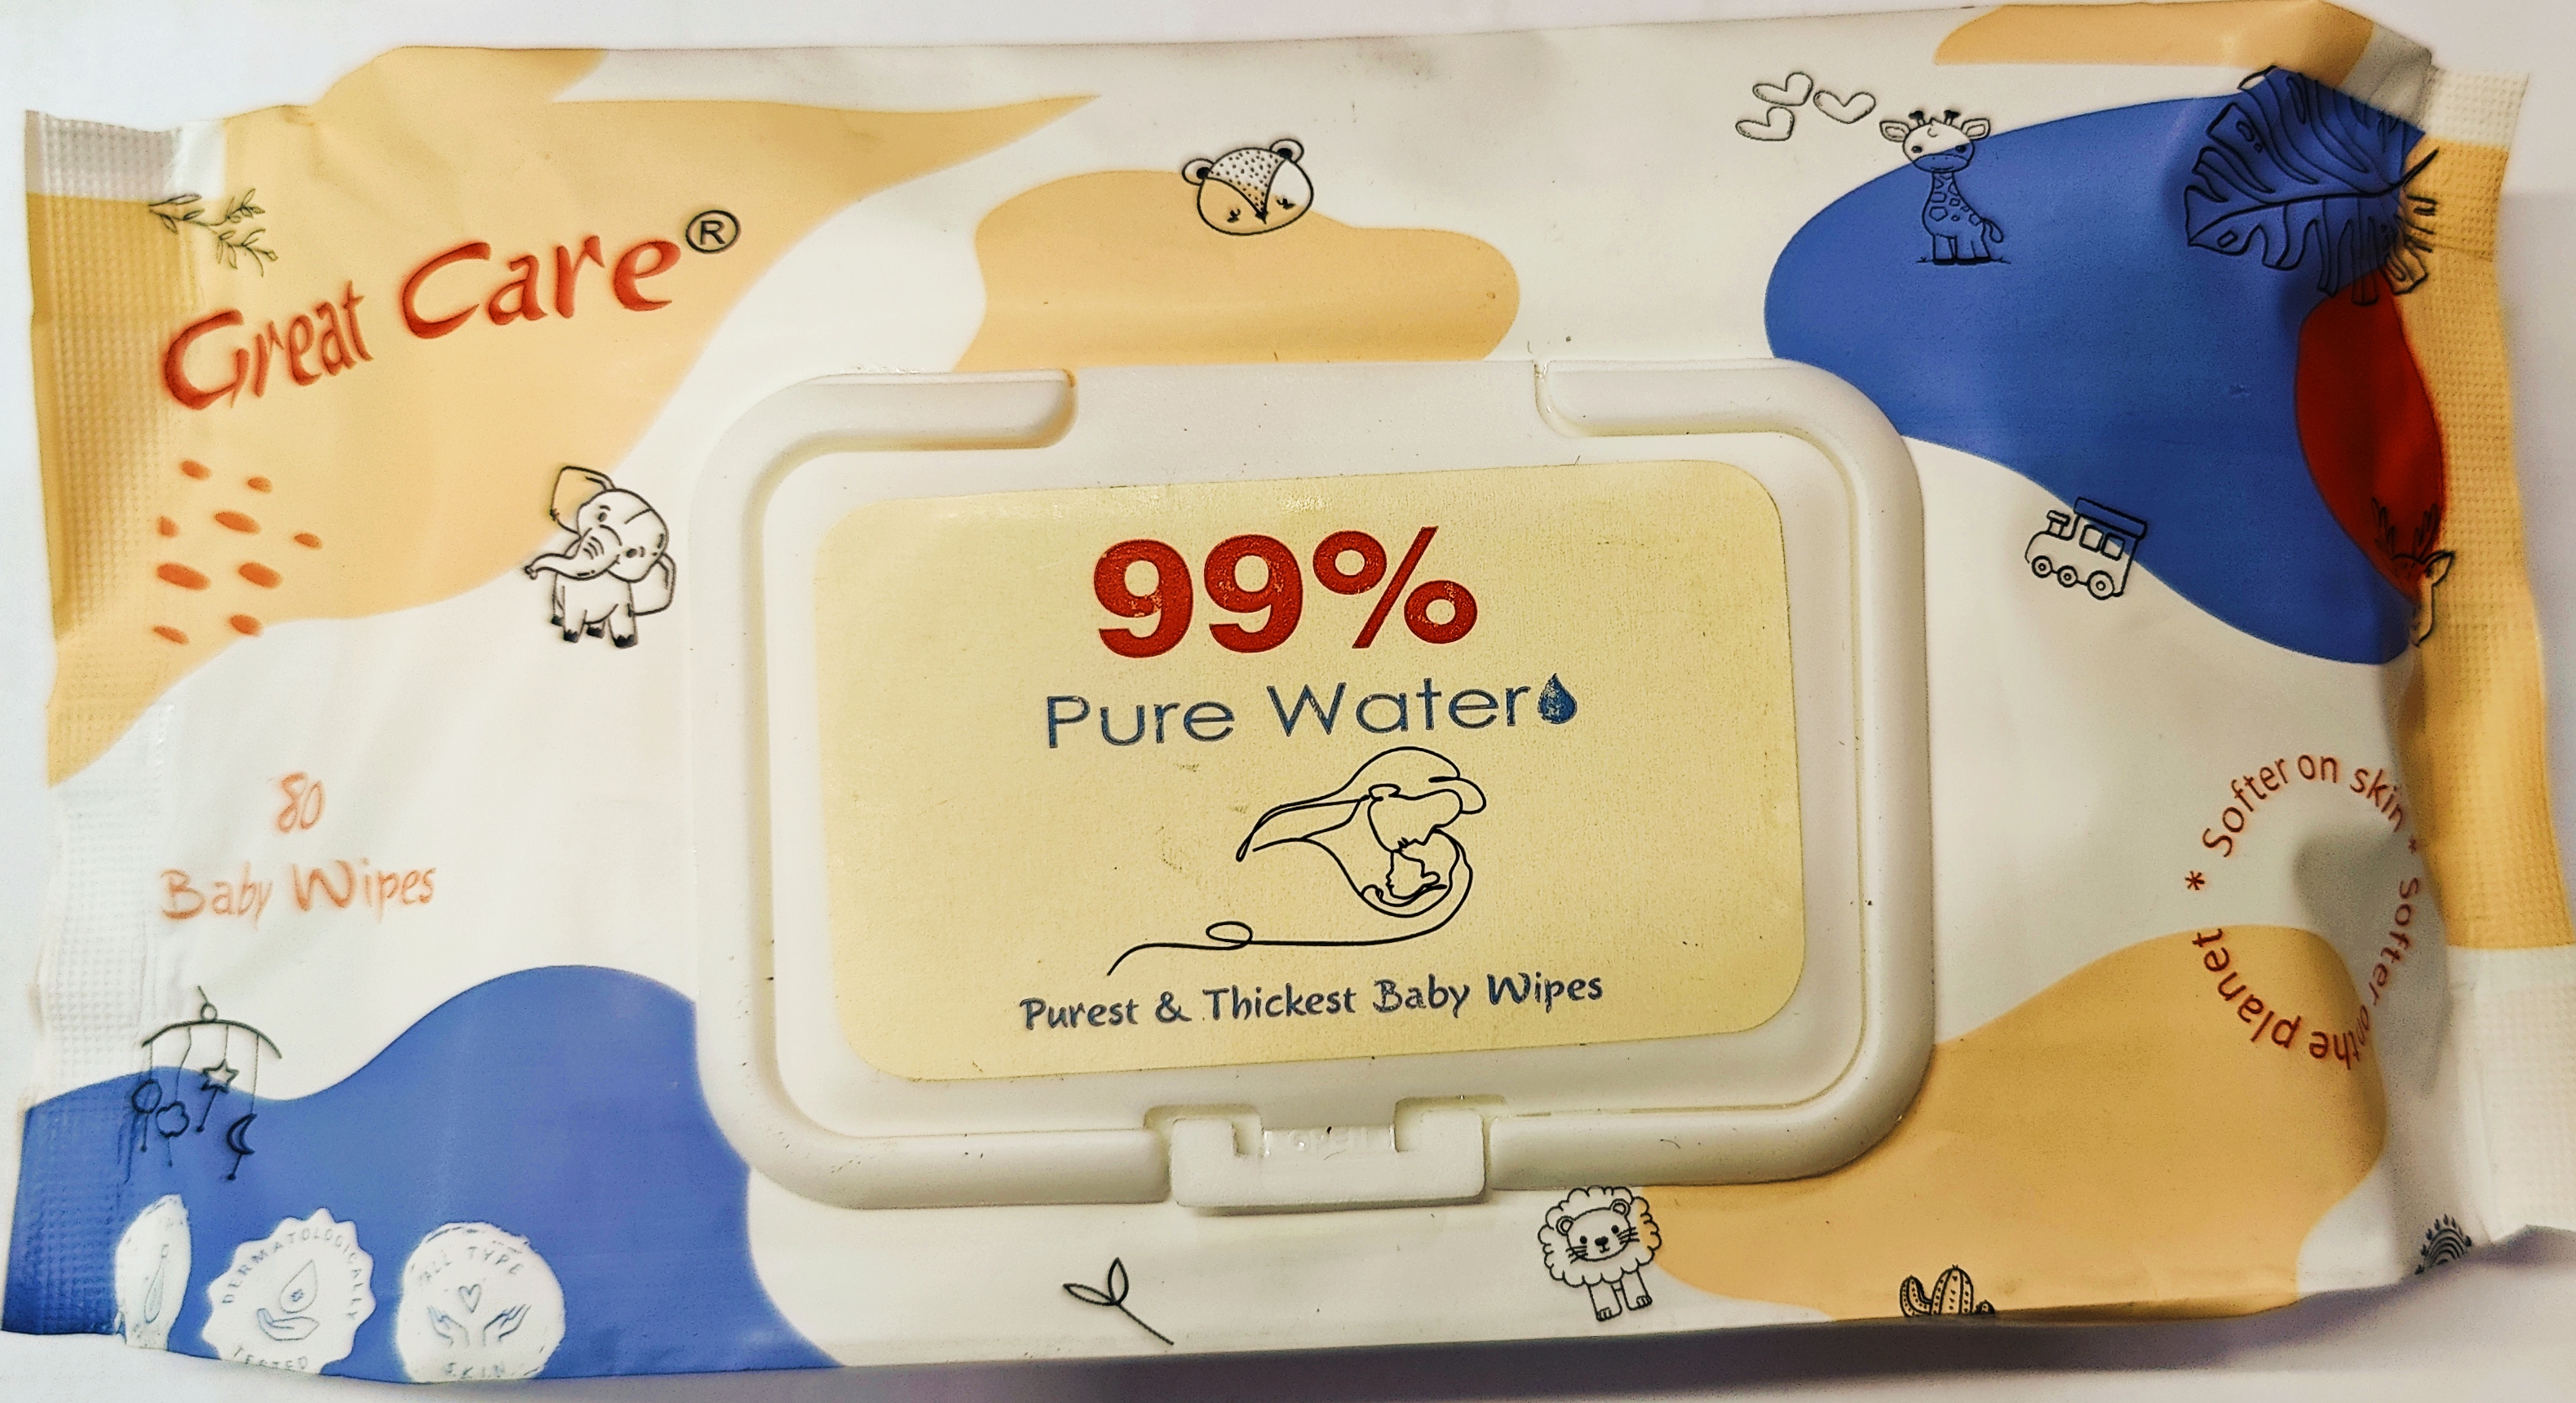 Great Care®
99%
Pure Water
Purest & Thickest Baby Wipes
80
Baby Wipes
* Softer on skin * Softer on the planet
DERMATOLOGICALLY
TESTED
ALL TYPE
SKIN
OPEN